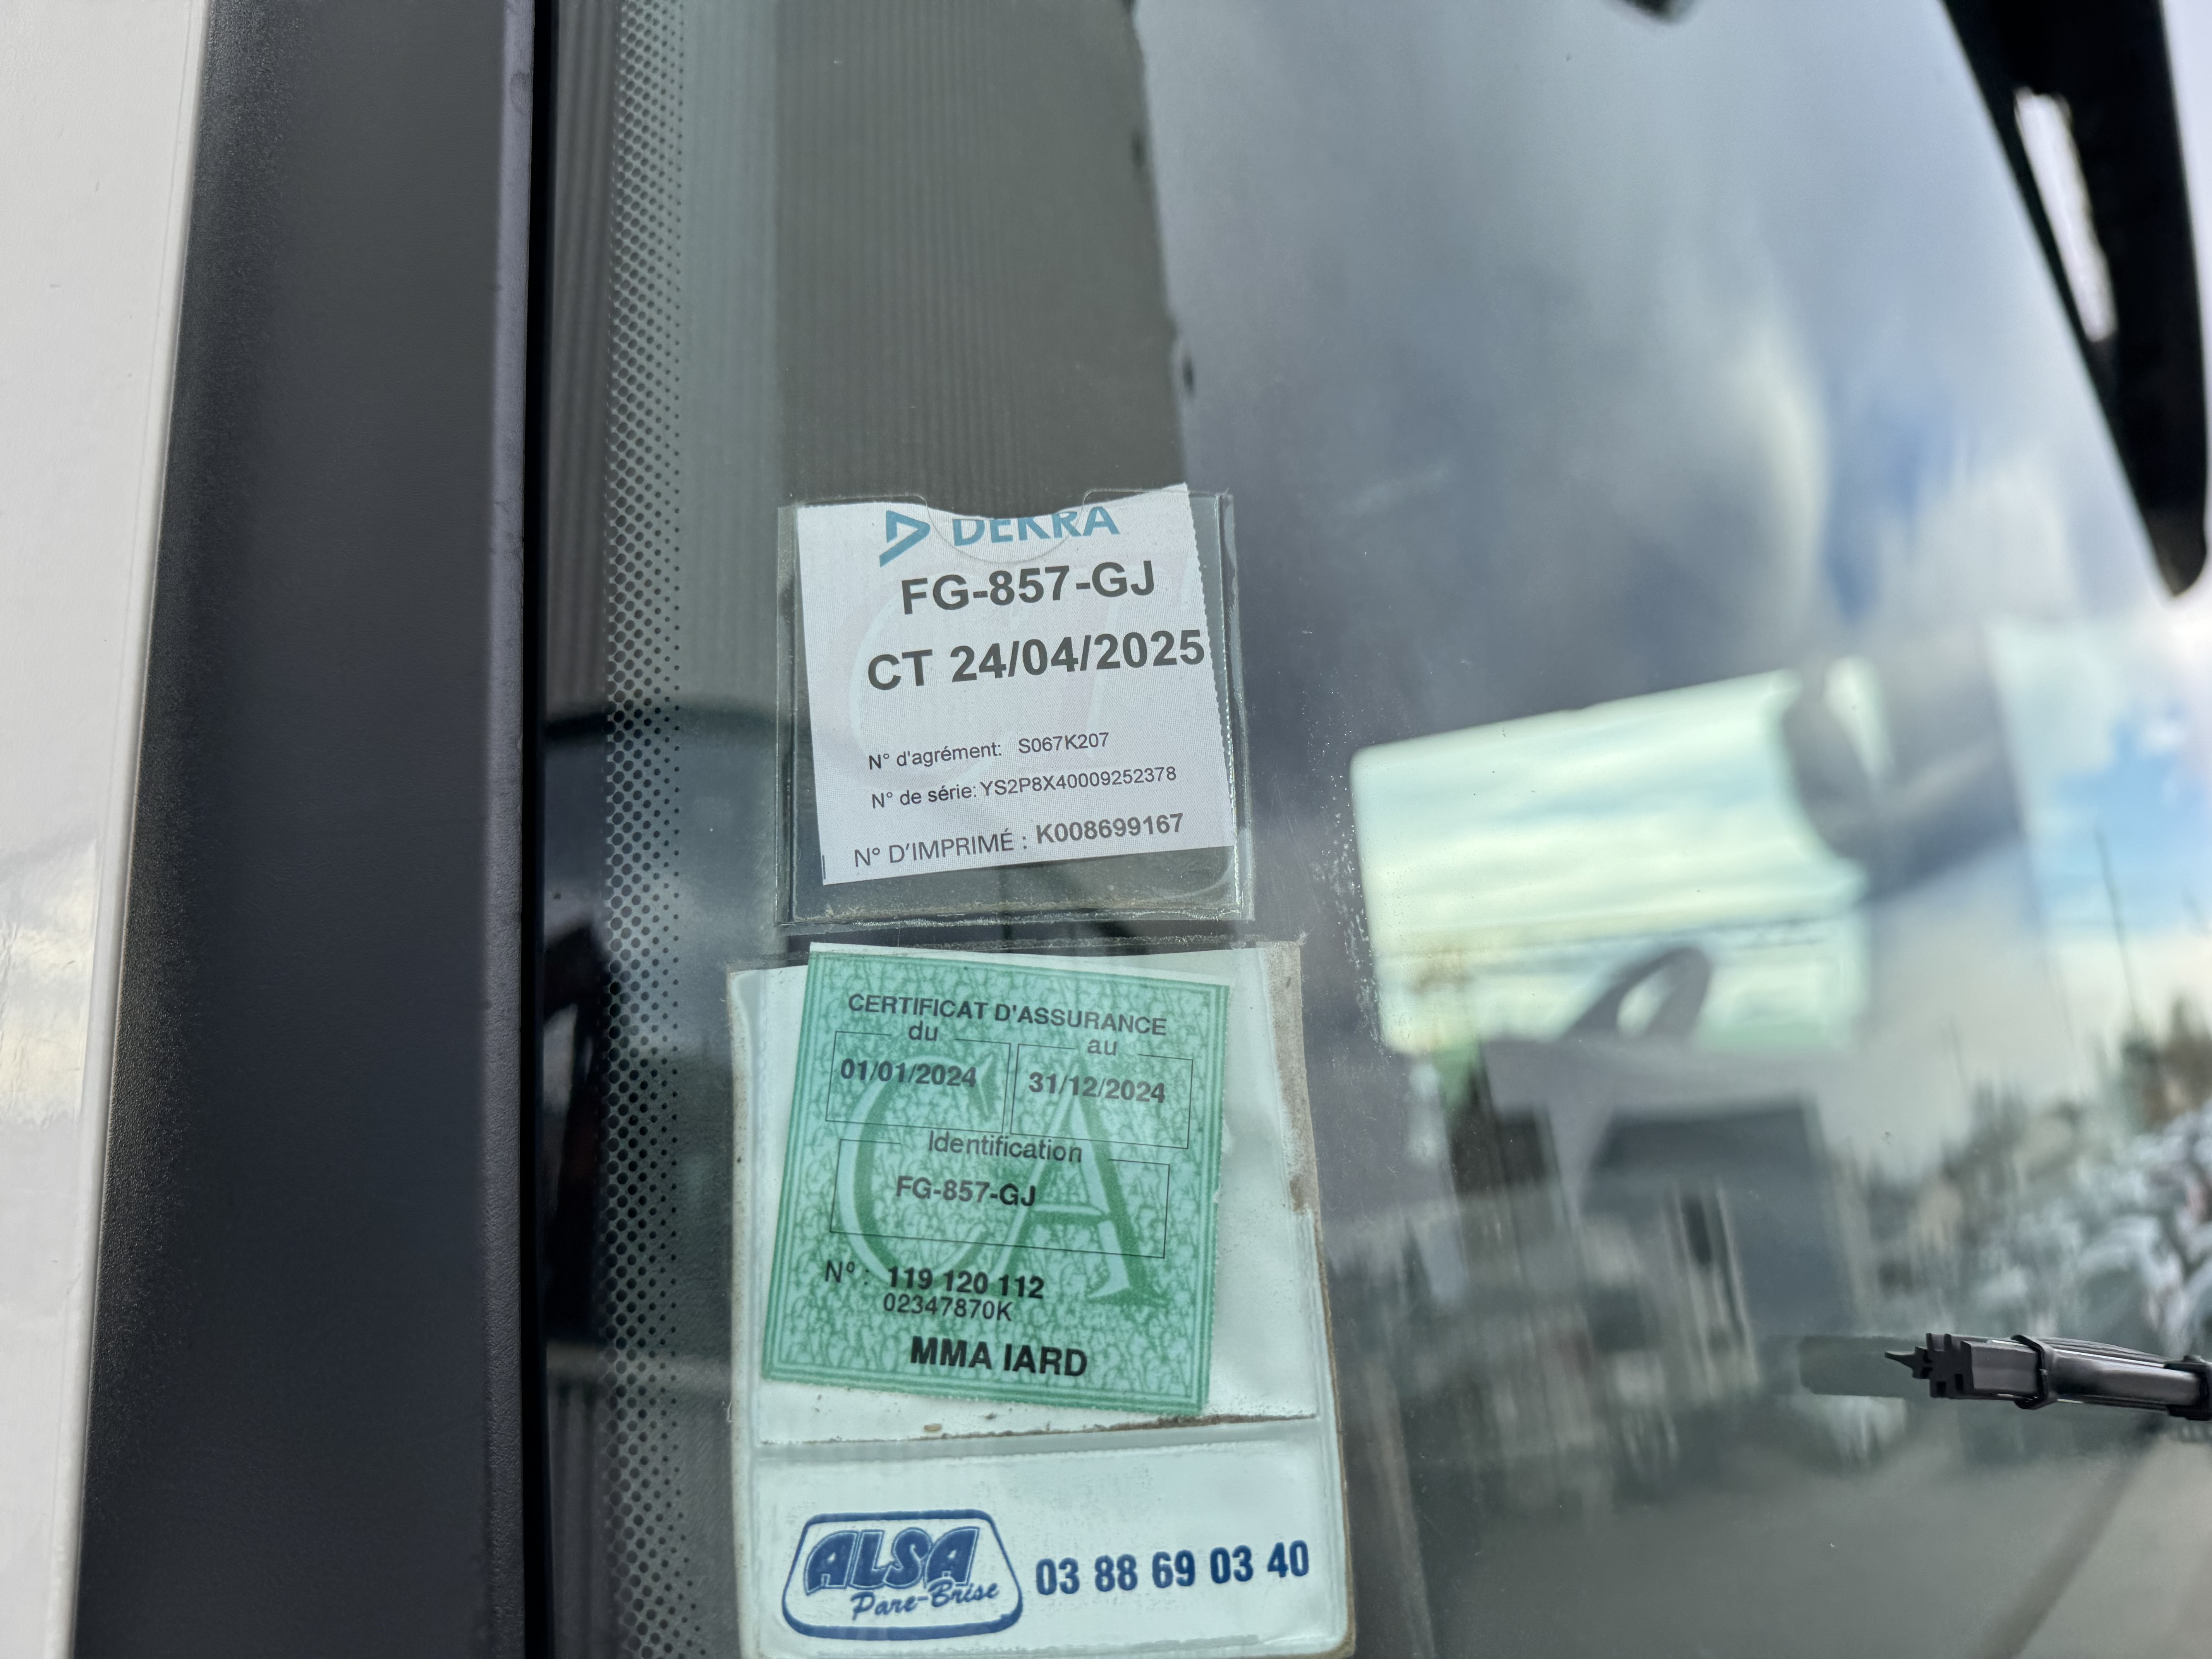 DEKRA
FG-857-GJ
CT 24/04/2025
N° d'agrément: S067K207
N° de série: YS2P8X40009252378
N° D'IMPRIMÉ : K008699167
CERTIFICAT D'ASSURANCE
du au
01/01/2024 31/12/2024
Identification
FG-857-GJ
CA
N° : 119 120 112
02347870K
MMA IARD
ALSA
Pare-Brise
03 88 69 03 40